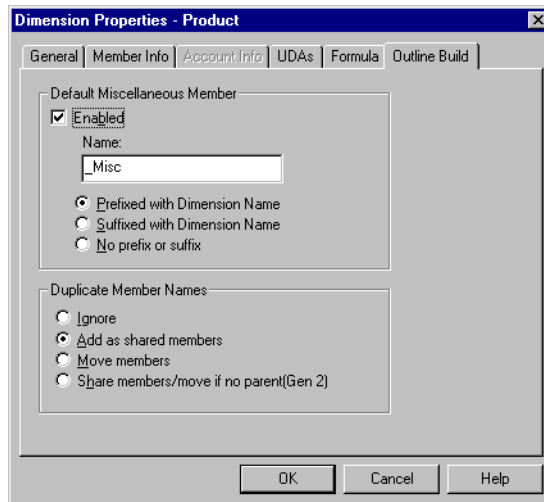 Dimension Properties - Product
General Member Info Account Info UDAs Formula Outline Build
Default Miscellaneous Member
Enabled
Name:
_Misc
Prefixed with Dimension Name
Suffixed with Dimension Name
No prefix or suffix
Duplicate Member Names
Ignore
Add as shared members
Move members
Share members/move if no parent(Gen 2)
OK Cancel Help